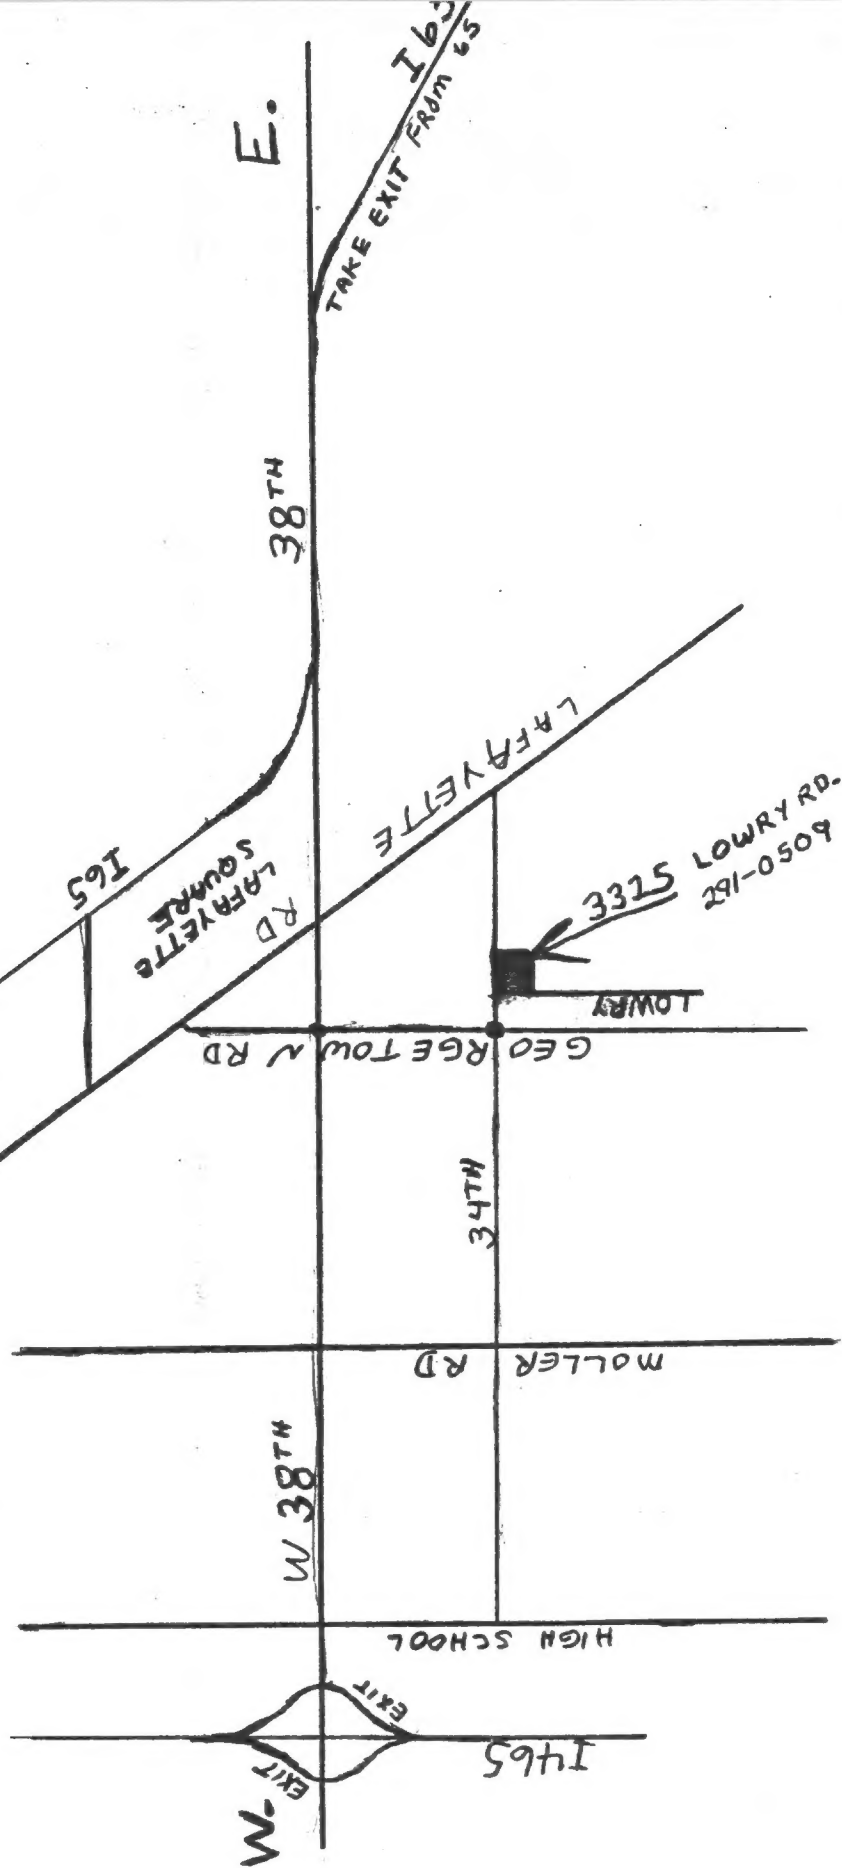 E.
I65
TAKE EXIT FROM 65
38TH
I65
LAFAYETTE
SQUARE
LAFAYETTE
RD
3325 LOWRY RD.
291-0509
LOWRY
GEORGETOWN RD
34TH
MOLLER RD
W 38TH
HIGH SCHOOL
EXIT
EXIT
I465
W.